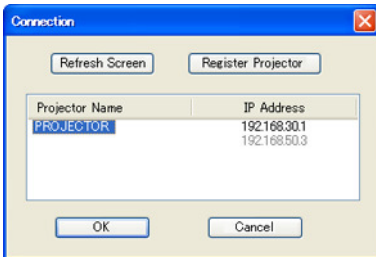 Connection
Refresh Screen Register Projector
Projector Name IP Address
PROJECTOR 192.168.30.1
192.168.50.3
OK Cancel